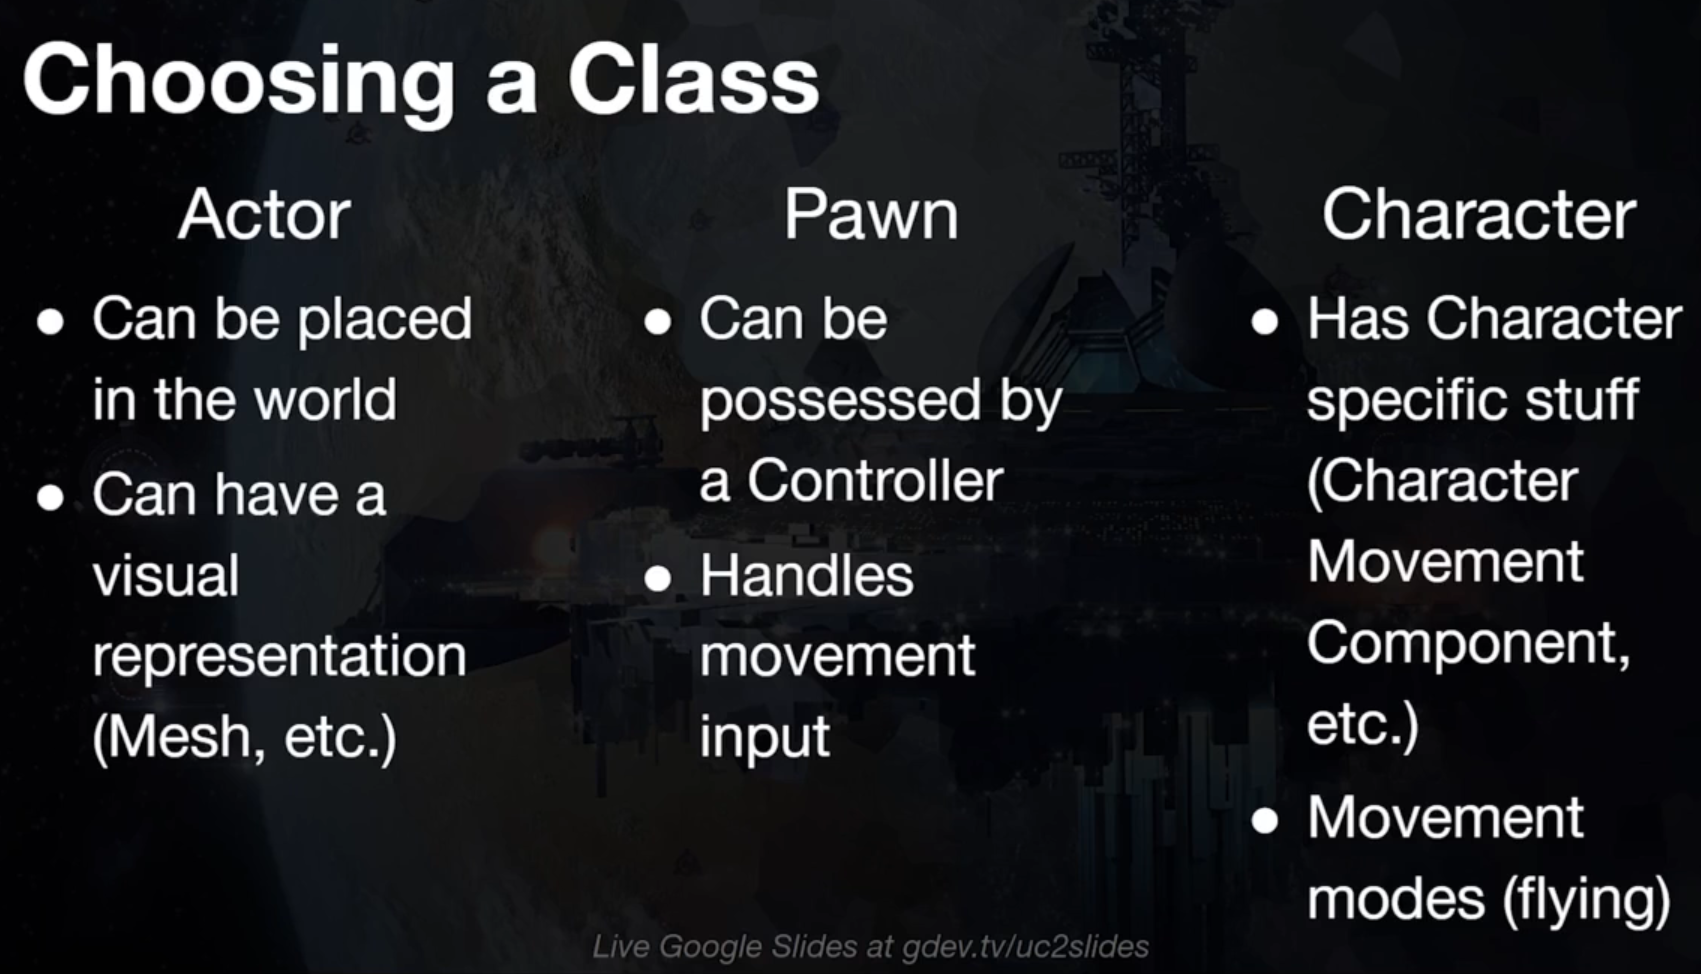 Choosing a Class
Actor
● Can be placed
in the world
● Can have a
visual
representation
(Mesh, etc.)
Pawn
● Can be
possessed by
a Controller
● Handles
movement
input
Character
● Has Character
specific stuff
(Character
Movement
Component,
etc.)
● Movement
modes (flying)
Live Google Slides at gdev.tv/uc2slides